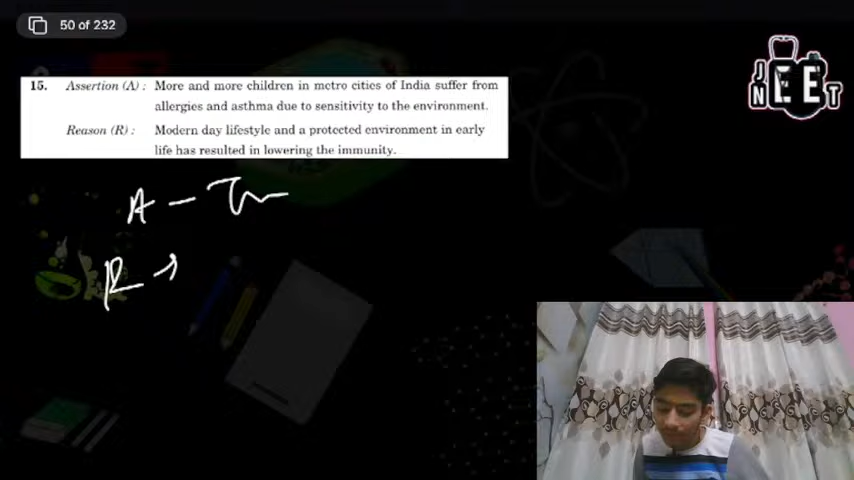 50 of 232
15. Assertion (A) : More and more children in metro cities of India suffer from
allergies and asthma due to sensitivity to the environment.
Reason (R) : Modern day lifestyle and a protected environment in early
life has resulted in lowering the immunity.
J
NEET
A -
R →